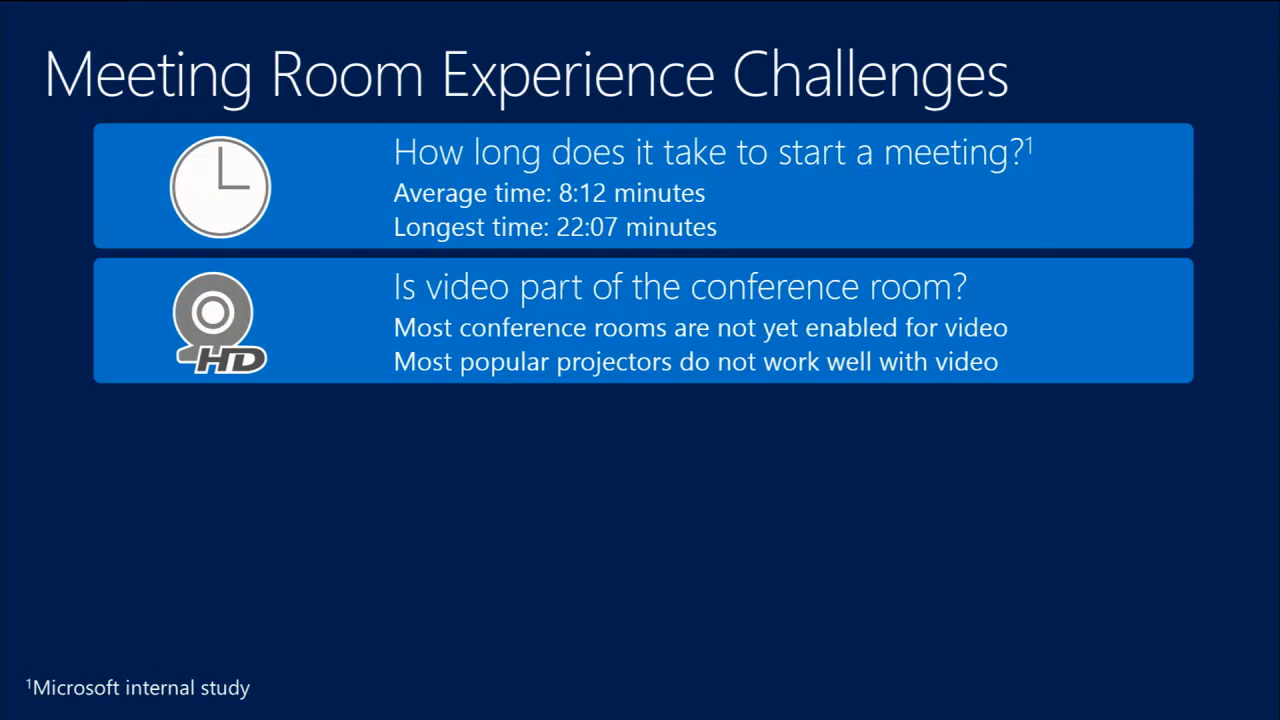 Meeting Room Experience Challenges
How long does it take to start a meeting?¹
Average time: 8:12 minutes
Longest time: 22:07 minutes
HD
Is video part of the conference room?
Most conference rooms are not yet enabled for video
Most popular projectors do not work well with video
¹Microsoft internal study